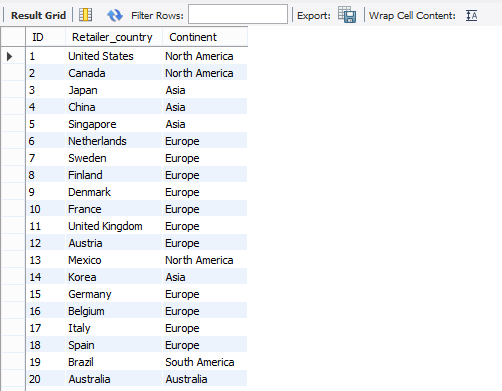 Result Grid Filter Rows: Export: Wrap Cell Content:
ID Retailer_country Continent
1 United States North America
2 Canada North America
3 Japan Asia
4 China Asia
5 Singapore Asia
6 Netherlands Europe
7 Sweden Europe
8 Finland Europe
9 Denmark Europe
10 France Europe
11 United Kingdom Europe
12 Austria Europe
13 Mexico North America
14 Korea Asia
15 Germany Europe
16 Belgium Europe
17 Italy Europe
18 Spain Europe
19 Brazil South America
20 Australia Australia